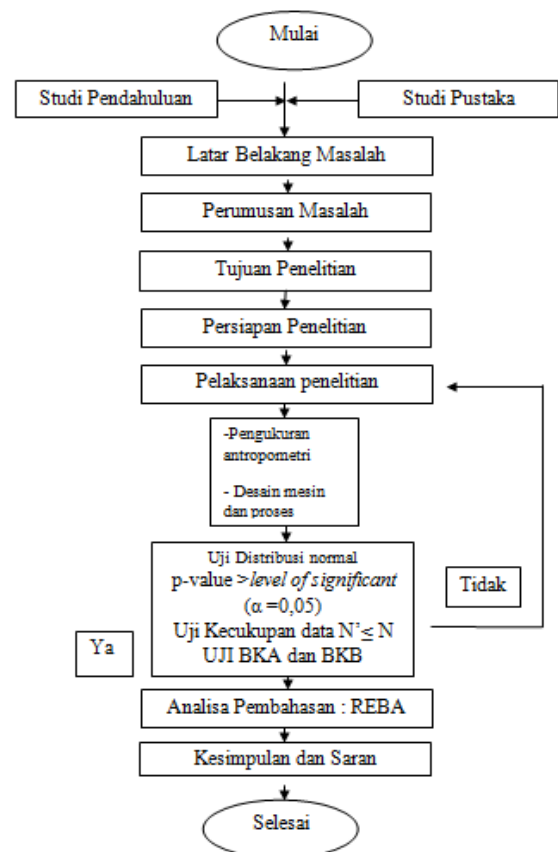 Mulai
Studi Pendahuluan
Studi Pustaka
Latar Belakang Masalah
Perumusan Masalah
Tujuan Penelitian
Persiapan Penelitian
Pelaksanaan penelitian
-Pengukuran
antropometri
- Desain mesin
dan proses
Uji Distribusi normal
p-value >level of significant
(α =0,05)
Uji Kecukupan data N’≤ N
UJI BKA dan BKB
Tidak
Ya
Analisa Pembahasan : REBA
Kesimpulan dan Saran
Selesai